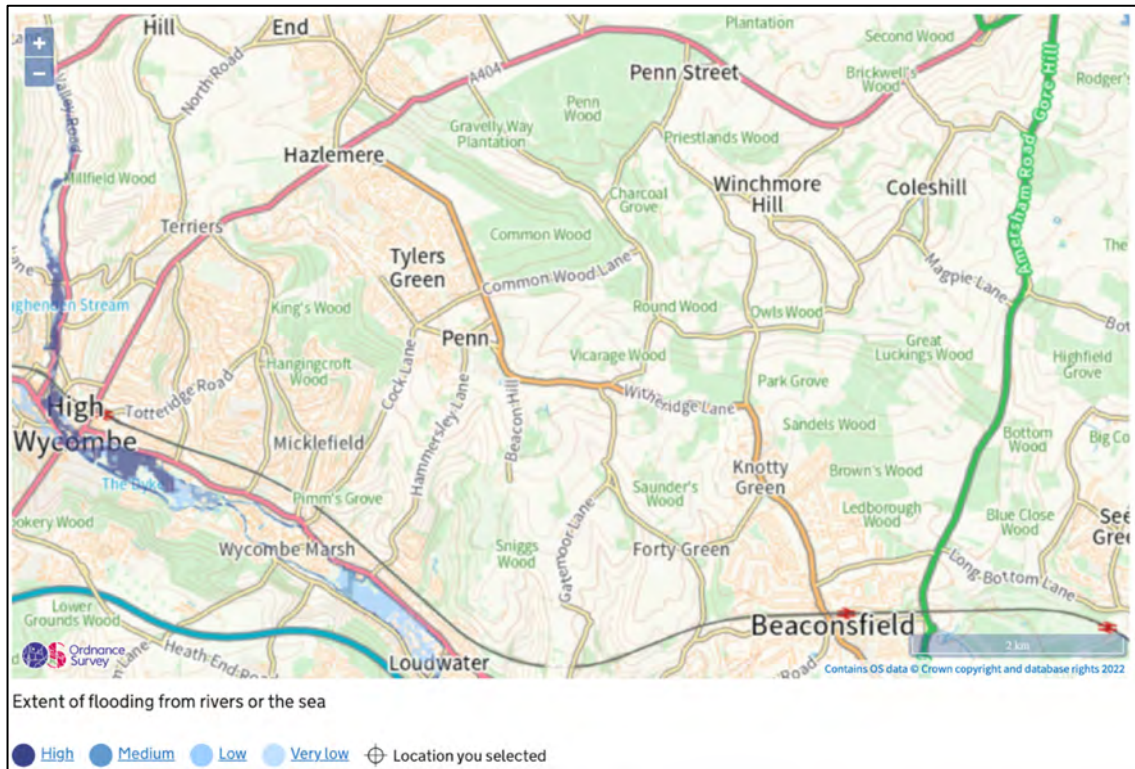 Hill
End
Plantation
Second Wood
+
−
Valley Road
North Road
A404
Penn Street
Brickwell's
Wood
Rodger's
Amersham Road Gore Hill
Penn
Wood
Gravelly Way
Plantation
Priestlands Wood
Hazlemere
Millfield Wood
Winchmore
Hill
Coleshill
Charcoal
Grove
Terriers
Common Wood
The
Tylers
Green
Common Wood Lane
Magpie Lane
Lane
ughenden Stream
King's Wood
Round Wood
Owls Wood
Bot
Penn
Great
Luckings Wood
Vicarage Wood
Highfield
Grove
Hangingcroft
Wood
Cock Lane
Hammersley Lane
Beacon Hill
Witheridge Lane
Park Grove
Totteridge Road
High
Wycombe
Sandels Wood
Bottom
Wood
Big Co
Micklefield
Knotty
Green
Brown's Wood
The Dyke
Pimm's Grove
Saunder's
Wood
Ledborough
Wood
Blue Close
Wood
See
Gree
ookery Wood
Wycombe Marsh
Sniggs
Wood
Gatemoor Lane
Forty Green
Long Bottom Lane
Lower
Grounds Wood
Beaconsfield
Ordnance
Survey
Lane
Heath End Road
Loudwater
Road
2 km
Contains OS data © Crown copyright and database rights 2022
Extent of flooding from rivers or the sea
High Medium Low Very low Location you selected